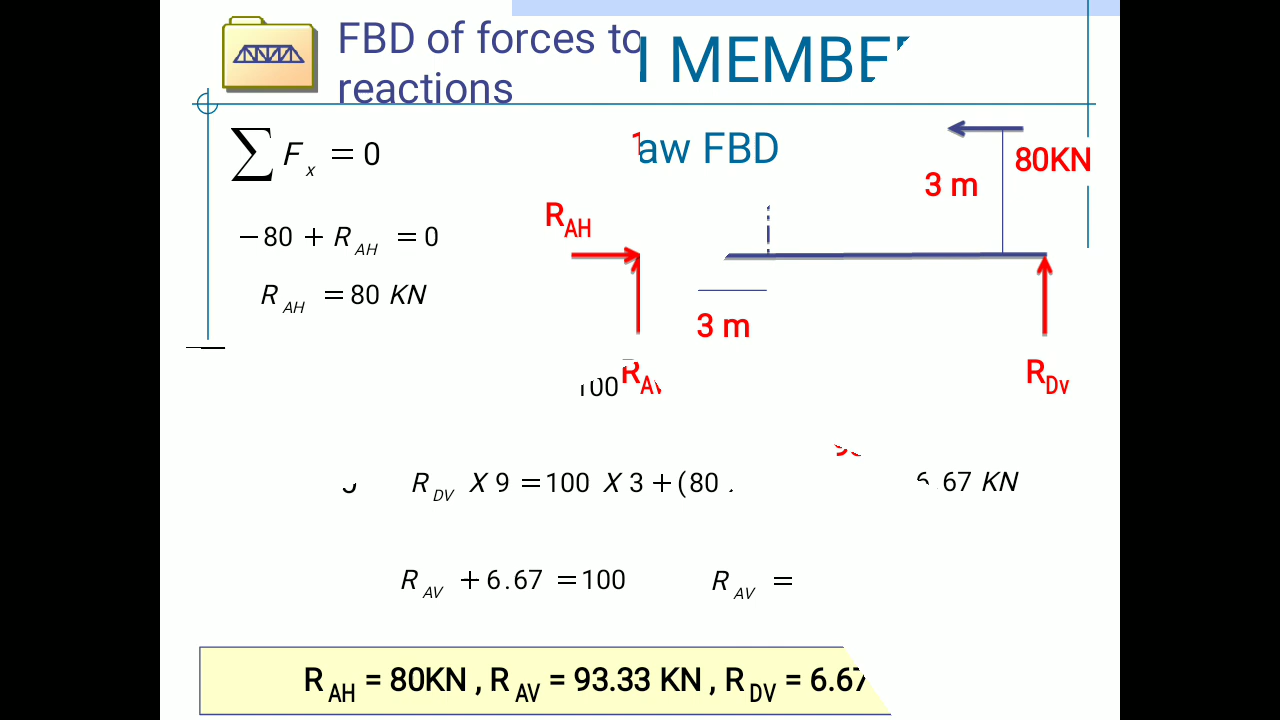 FBD of forces to
reactions
MEMBE
aw FBD
∑ F x = 0
80KN
3 m
R AH
− 80 + R AH = 0
R AH = 80 KN
3 m
100
R Av
R Dv
R DV X 9 = 100 X 3 + ( 80
67 KN
R AV + 6.67 = 100
R AV =
R AH = 80KN , R AV = 93.33 KN , R DV = 6.67